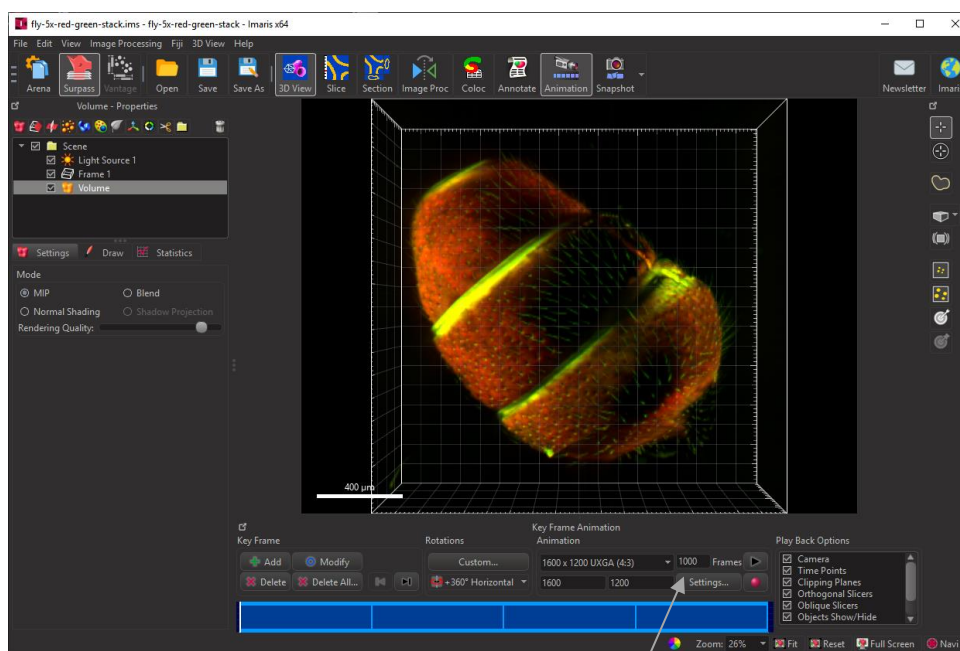 fly-5x-red-green-stack.ims - fly-5x-red-green-stack - Imaris x64
File Edit View Image Processing Fiji 3D View Help
Arena Surpass Vantage Open Save Save As 3D View Slice Section Image Proc Coloc Annotate Animation Snapshot Newsletter Imaris
Volume - Properties
Scene
Light Source 1
Frame 1
Volume
Settings Draw Statistics
Mode
MIP Blend
Normal Shading Shadow Projection
Rendering Quality:
400 µm
Key Frame Animation
Key Frame Rotations Animation Play Back Options
Add Modify Custom... 1600 x 1200 UXGA (4:3) 1000 Frames
Delete Delete All... +360° Horizontal 1600 1200 Settings...
Camera
Time Points
Clipping Planes
Orthogonal Slicers
Oblique Slicers
Objects Show/Hide
Zoom: 26% Fit Reset Full Screen Navi